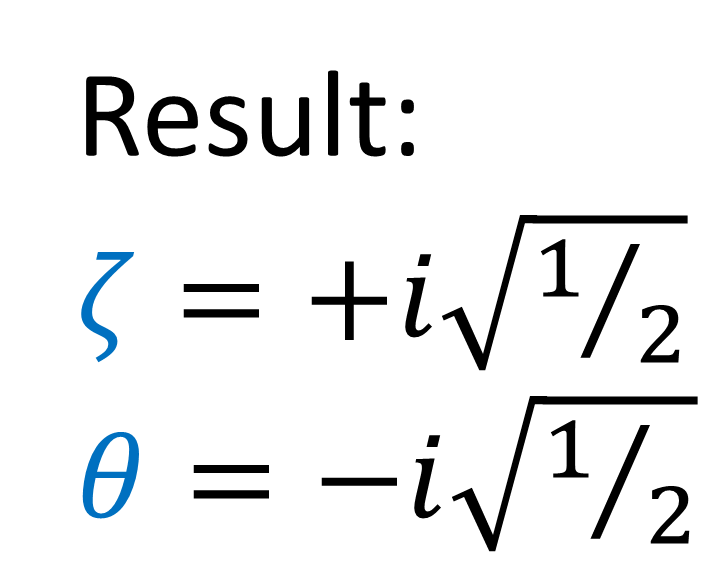 Result:
ζ = +i√1/2
θ = −i√1/2